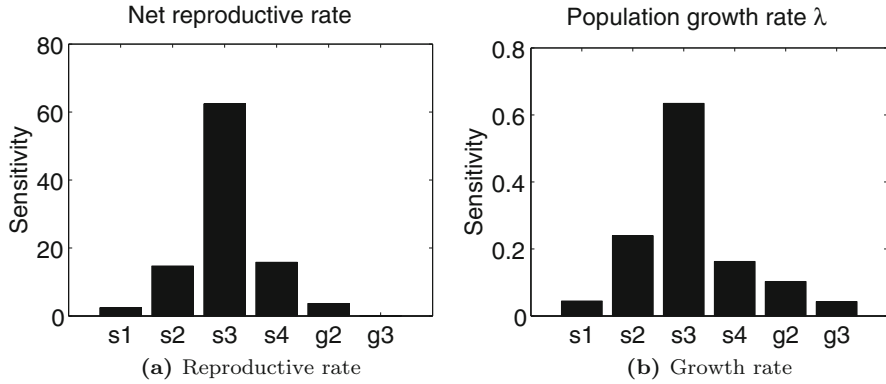 Net reproductive rate
80
60
40
20
0
Sensitivity
s1 s2 s3 s4 g2 g3
(a) Reproductive rate
Population growth rate λ
0.8
0.6
0.4
0.2
0
Sensitivity
s1 s2 s3 s4 g2 g3
(b) Growth rate